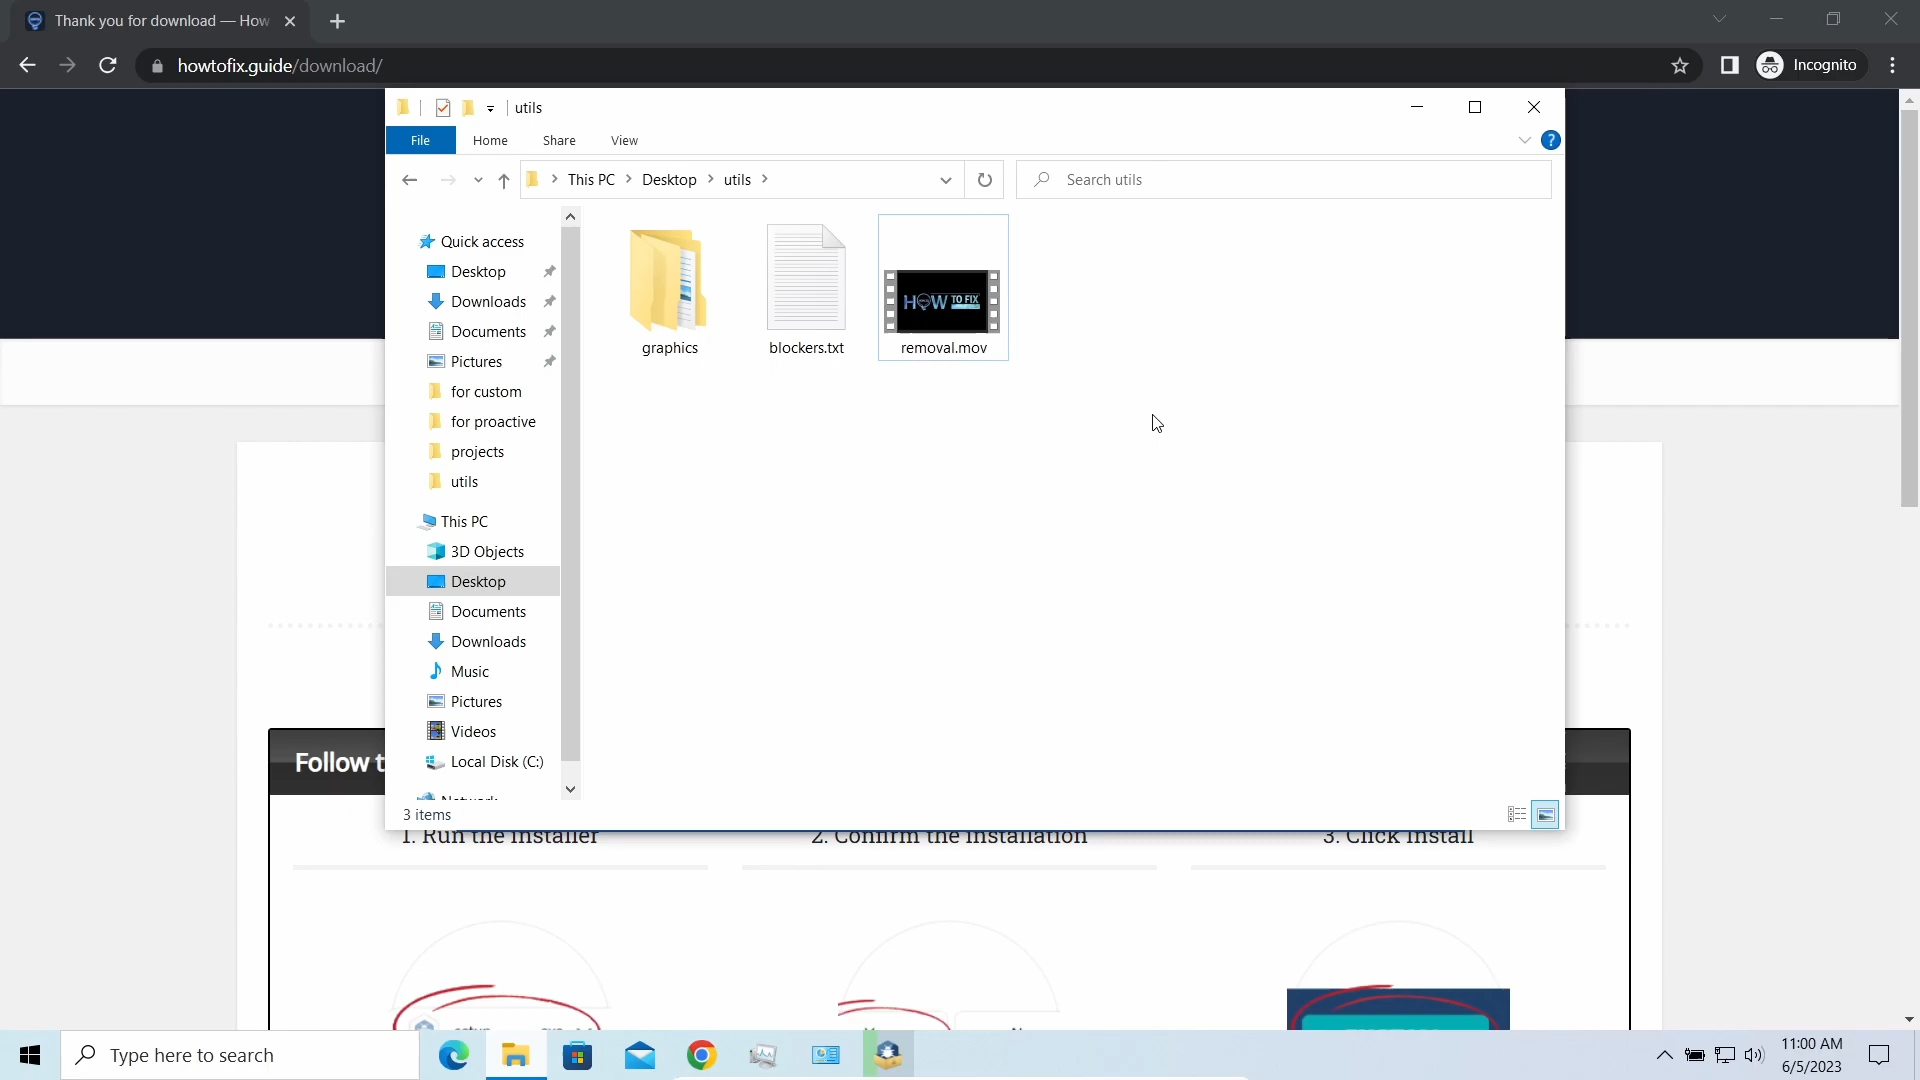 Thank you for download — How
howtofix.guide/download/
Incognito
utils
File
Home
Share
View
This PC
Desktop
utils
Search utils
Quick access
Desktop
Downloads
Documents
Pictures
for custom
for proactive
projects
utils
This PC
3D Objects
Desktop
Documents
Downloads
Music
Pictures
Videos
Local Disk (C:)
Network
graphics
blockers.txt
HOW TO FIX
removal.mov
3 items
Follow t
1. Run the installer
2. Confirm the installation
3. Click Install
Type here to search
11:00 AM
6/5/2023